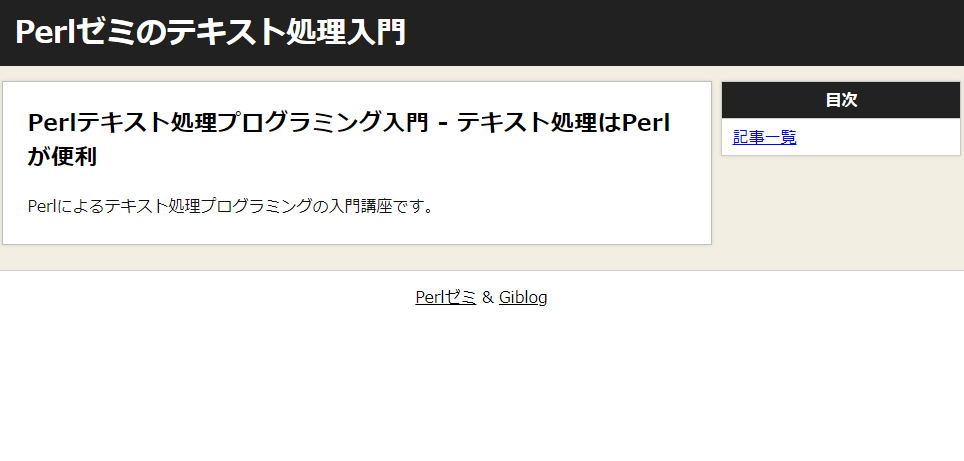 Perlゼミのテキスト処理入門
Perlテキスト処理プログラミング入門 - テキスト処理はPerl
が便利
Perlによるテキスト処理プログラミングの入門講座です。
目次
記事一覧
Perlゼミ & Giblog